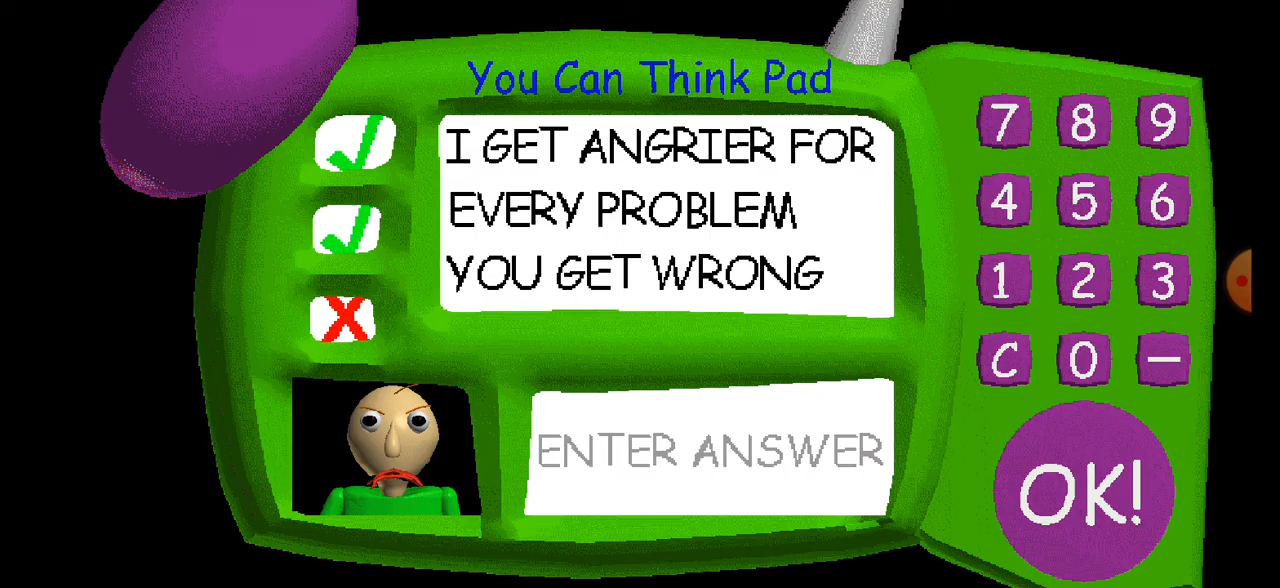 You Can Think Pad
I GET ANGRIER FOR
EVERY PROBLEM
YOU GET WRONG
ENTER ANSWER
7 8 9
4 5 6
1 2 3
C 0 –
OK!